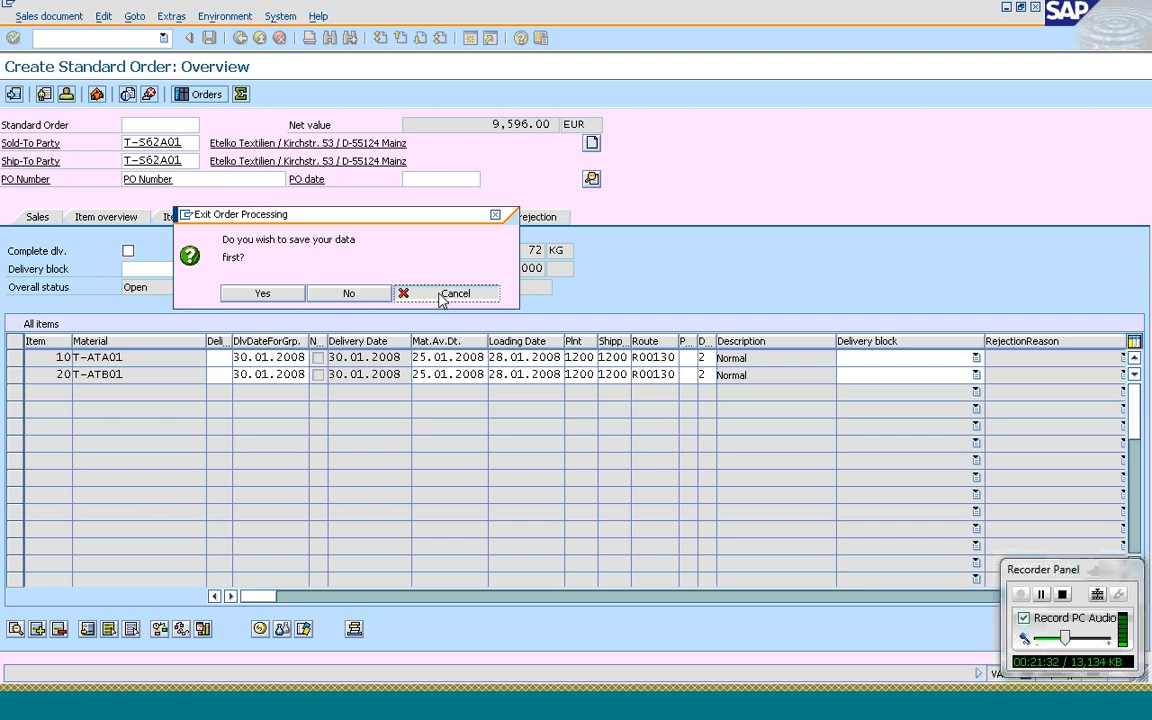 Sales document Edit Goto Extras Environment System Help
SAP
Create Standard Order: Overview
Orders
Standard Order Net value 9,596.00 EUR
Sold-To Party T-S62A01 Etelko Textilien / Kirchstr. 53 / D-55124 Mainz
Ship-To Party T-S62A01 Etelko Textilien / Kirchstr. 53 / D-55124 Mainz
PO Number PO Number PO date
Sales Item overview Ite ejection
Exit Order Processing
Do you wish to save your data
first?
Yes No Cancel
Complete dlv. 72 KG
Delivery block 000
Overall status Open
All items
Item Material Deli... DlvDateForGrp. N... Delivery Date Mat.Av.Dt. Loading Date Plnt Shipp Route P... D... Description Delivery block RejectionReason
10 T-ATA01 30.01.2008 30.01.2008 25.01.2008 28.01.2008 1200 1200 R00130 2 Normal
20 T-ATB01 30.01.2008 30.01.2008 25.01.2008 28.01.2008 1200 1200 R00130 2 Normal
Recorder Panel
Record PC Audio
00:21:32 / 13,134 KB
VA